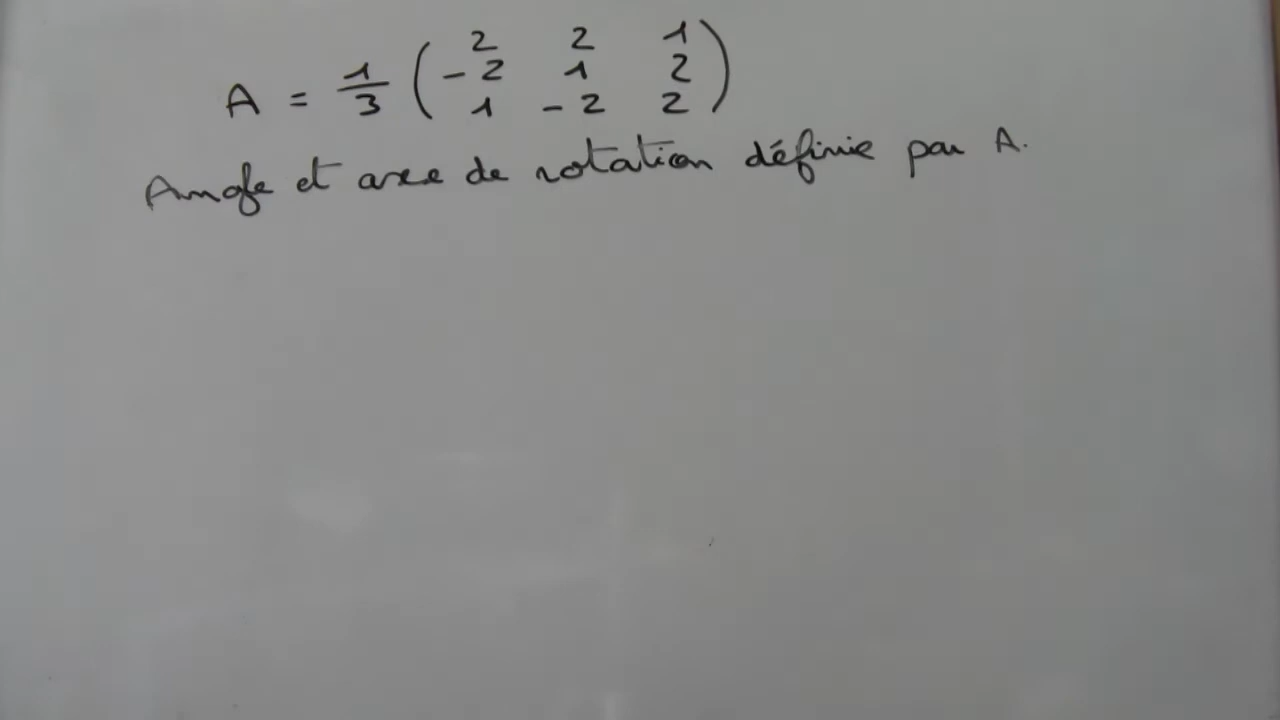 A = 1/3 ( 2 2 1
-2 1 2
1 -2 2 )
Angle et axe de rotation définie par A.